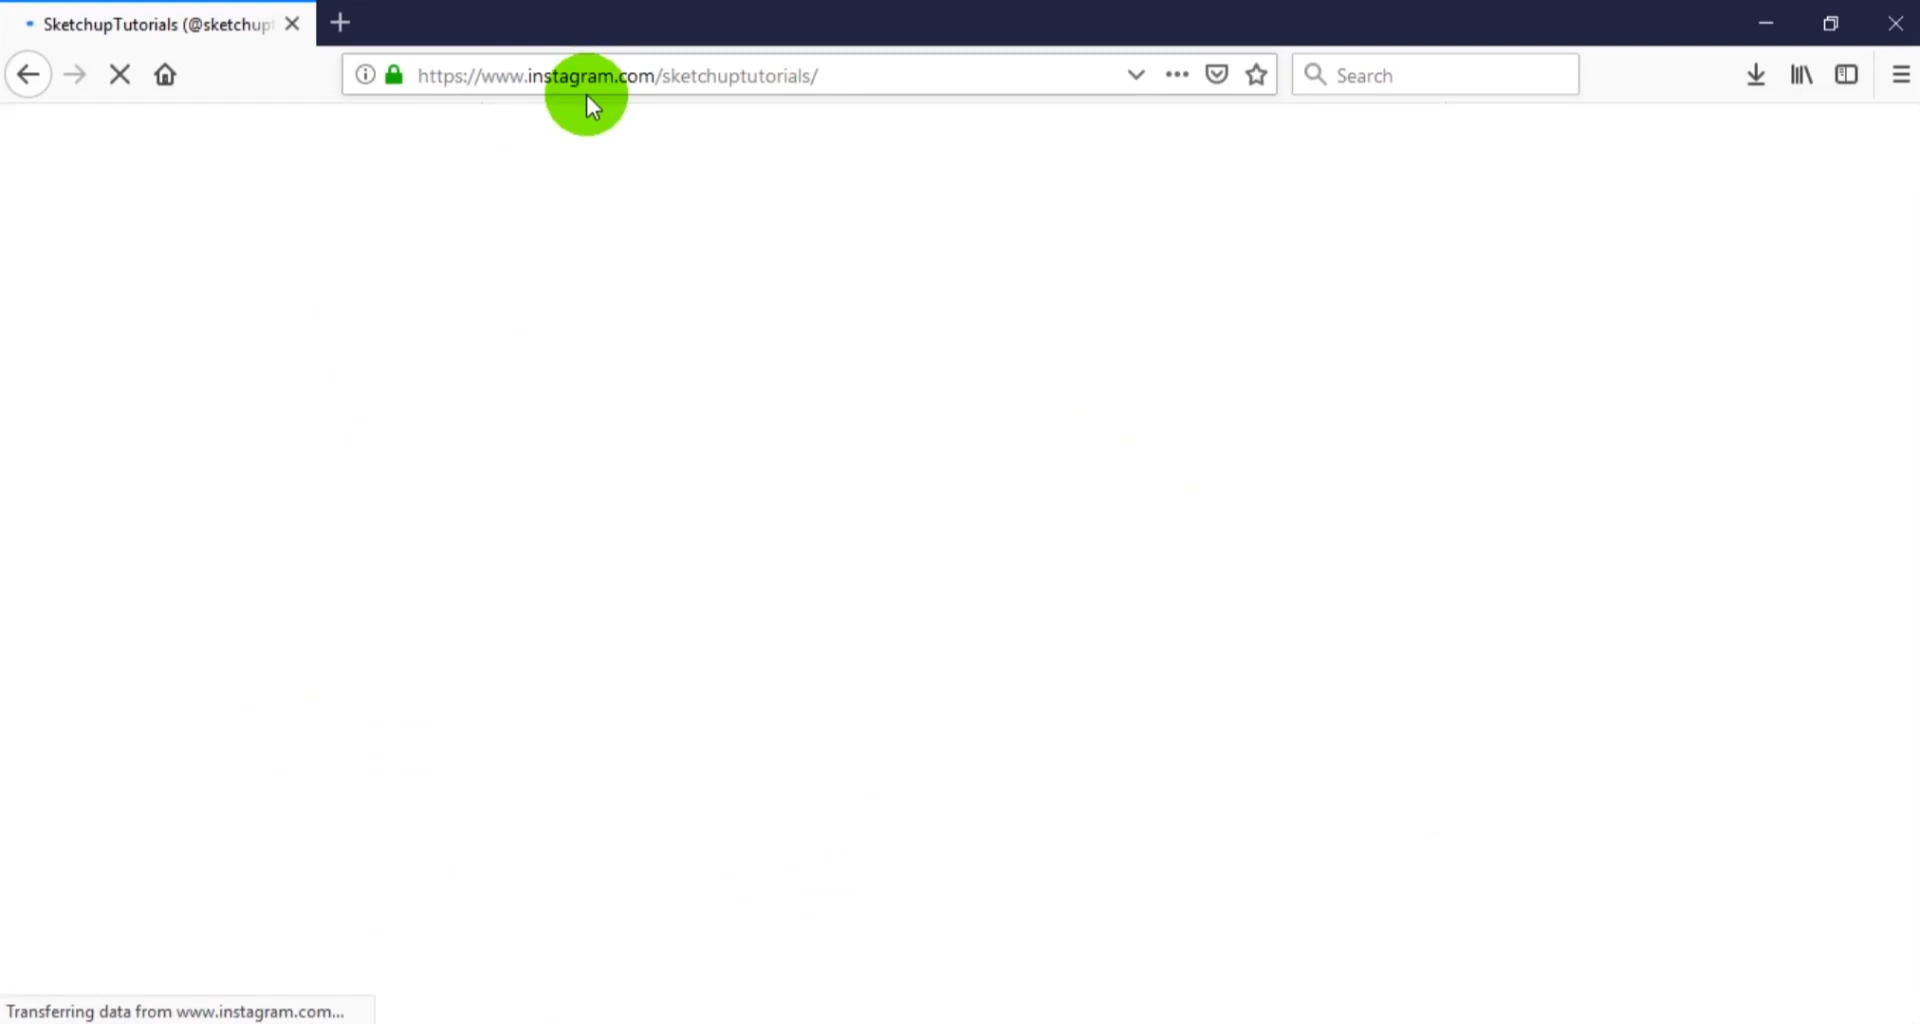 SketchupTutorials (@sketchup
https://www.instagram.com/sketchuptutorials/
Search
Transferring data from www.instagram.com...